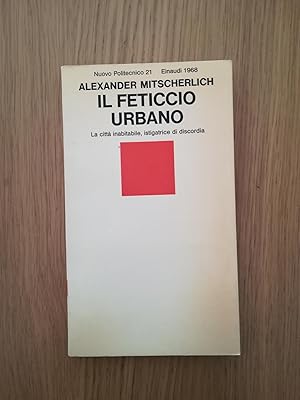 Nuovo Politecnico 21 Einaudi 1968
ALEXANDER MITSCHERLICH
IL FETICCIO
URBANO
La città inabitabile, istigatrice di discordia